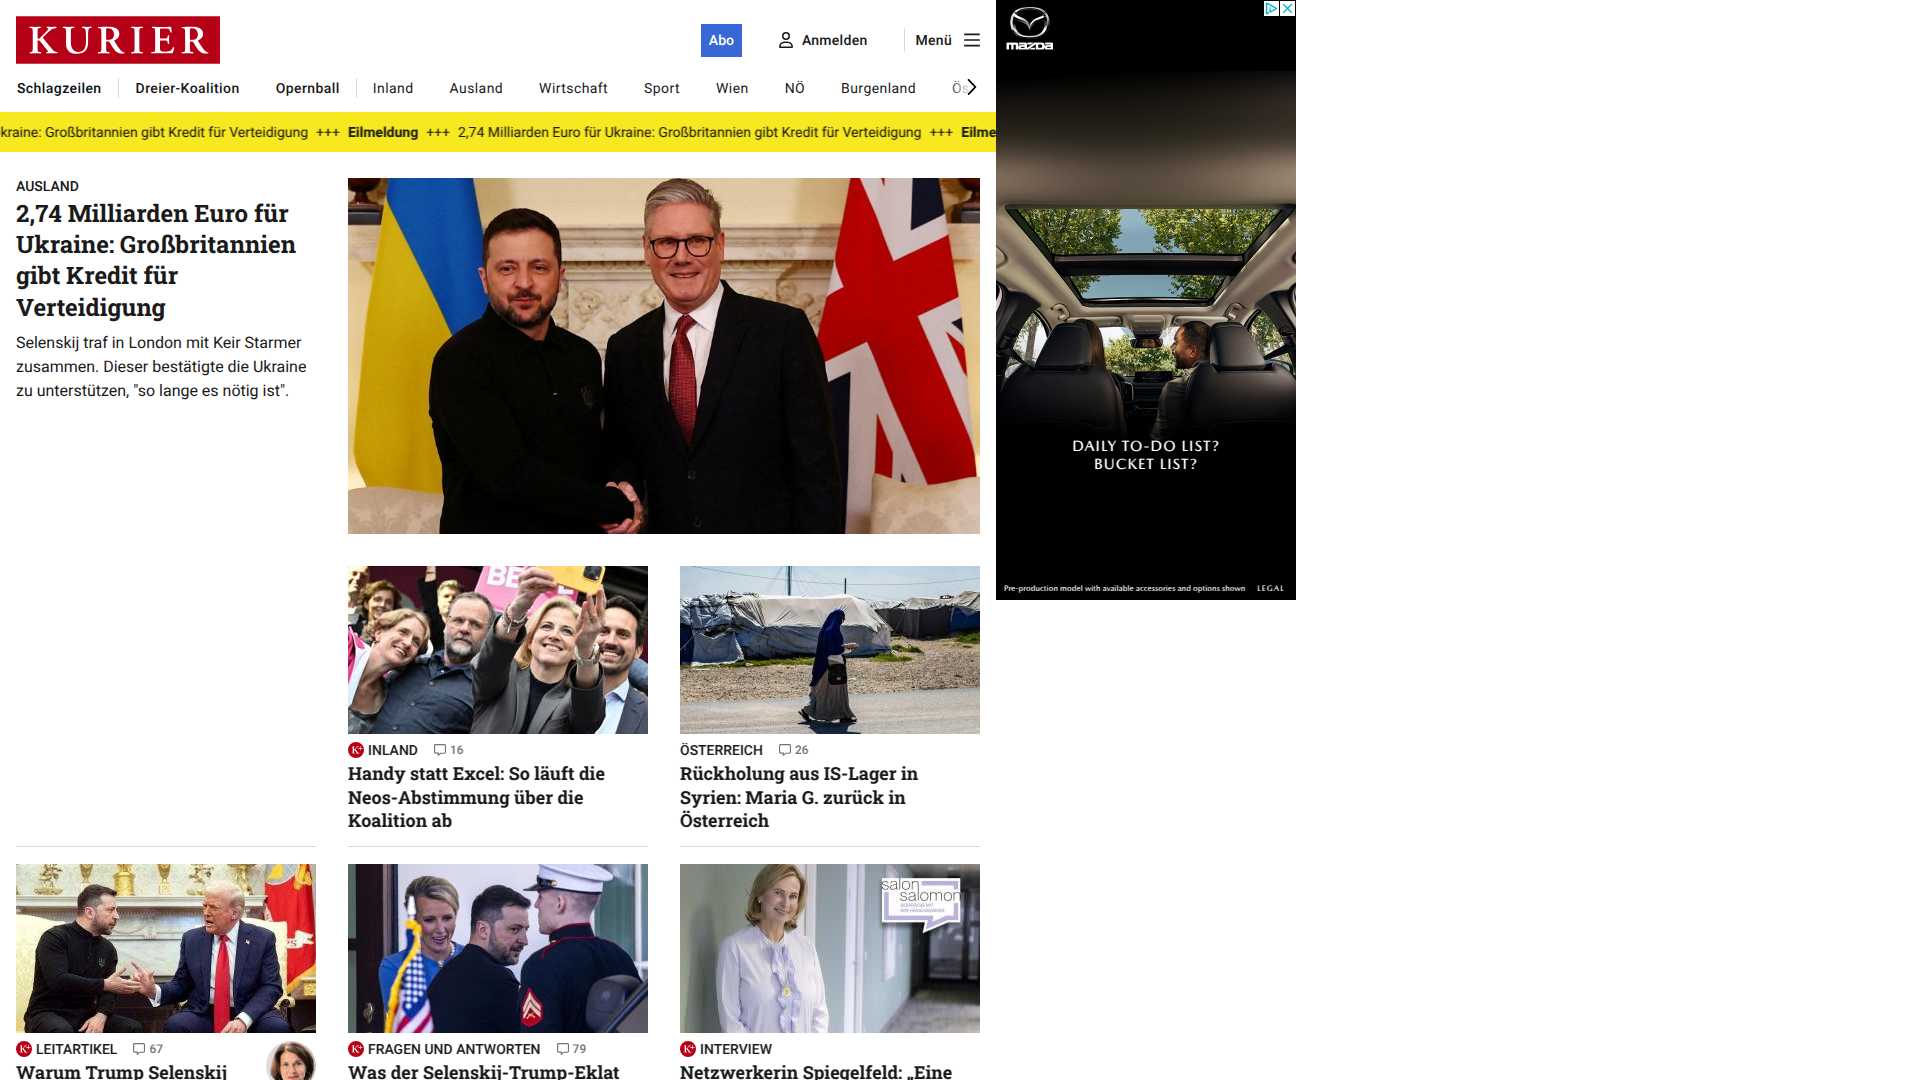 KURIER
Abo
Anmelden
Menü
Schlagzeilen
Dreier-Koalition
Opernball
Inland
Ausland
Wirtschaft
Sport
Wien
NÖ
Burgenland
kraine: Großbritannien gibt Kredit für Verteidigung +++ Eilmeldung +++ 2,74 Milliarden Euro für Ukraine: Großbritannien gibt Kredit für Verteidigung +++ Eilme
AUSLAND
2,74 Milliarden Euro für
Ukraine: Großbritannien
gibt Kredit für
Verteidigung
Selenskij traf in London mit Keir Starmer
zusammen. Dieser bestätigte die Ukraine
zu unterstützen, "so lange es nötig ist".
BE
K+ INLAND 16
Handy statt Excel: So läuft die
Neos-Abstimmung über die
Koalition ab
ÖSTERREICH 26
Rückholung aus IS-Lager in
Syrien: Maria G. zurück in
Österreich
K+ LEITARTIKEL 67
Warum Trump Selenskij
K+ FRAGEN UND ANTWORTEN 79
Was der Selenskij-Trump-Eklat
salon
salomon
K+ INTERVIEW
Netzwerkerin Spiegelfeld: „Eine
mazda
DAILY TO-DO LIST?
BUCKET LIST?
Pre-production model with available accessories and options shown LEGAL